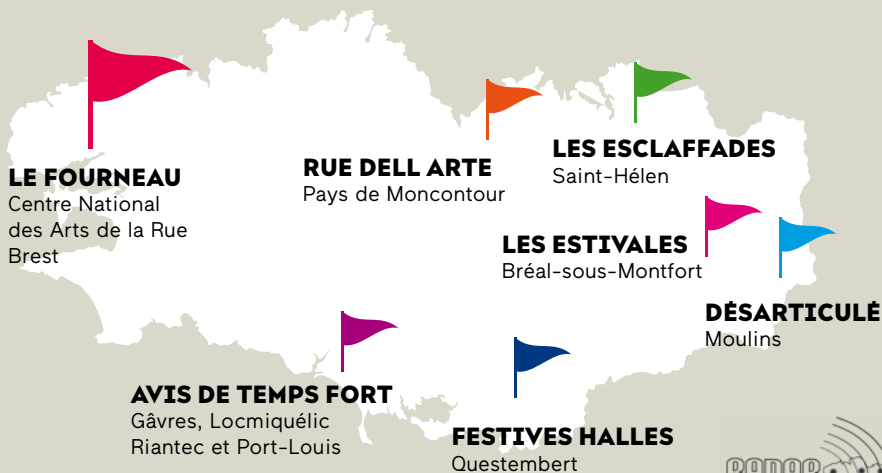 LE FOURNEAU
Centre National
des Arts de la Rue
Brest
RUE DELL ARTE
Pays de Moncontour
LES ESCLAFFADES
Saint-Hélen
LES ESTIVALES
Bréal-sous-Montfort
DÉSARTICULÉ
Moulins
AVIS DE TEMPS FORT
Gâvres, Locmiquélic
Riantec et Port-Louis
FESTIVES HALLES
Questembert